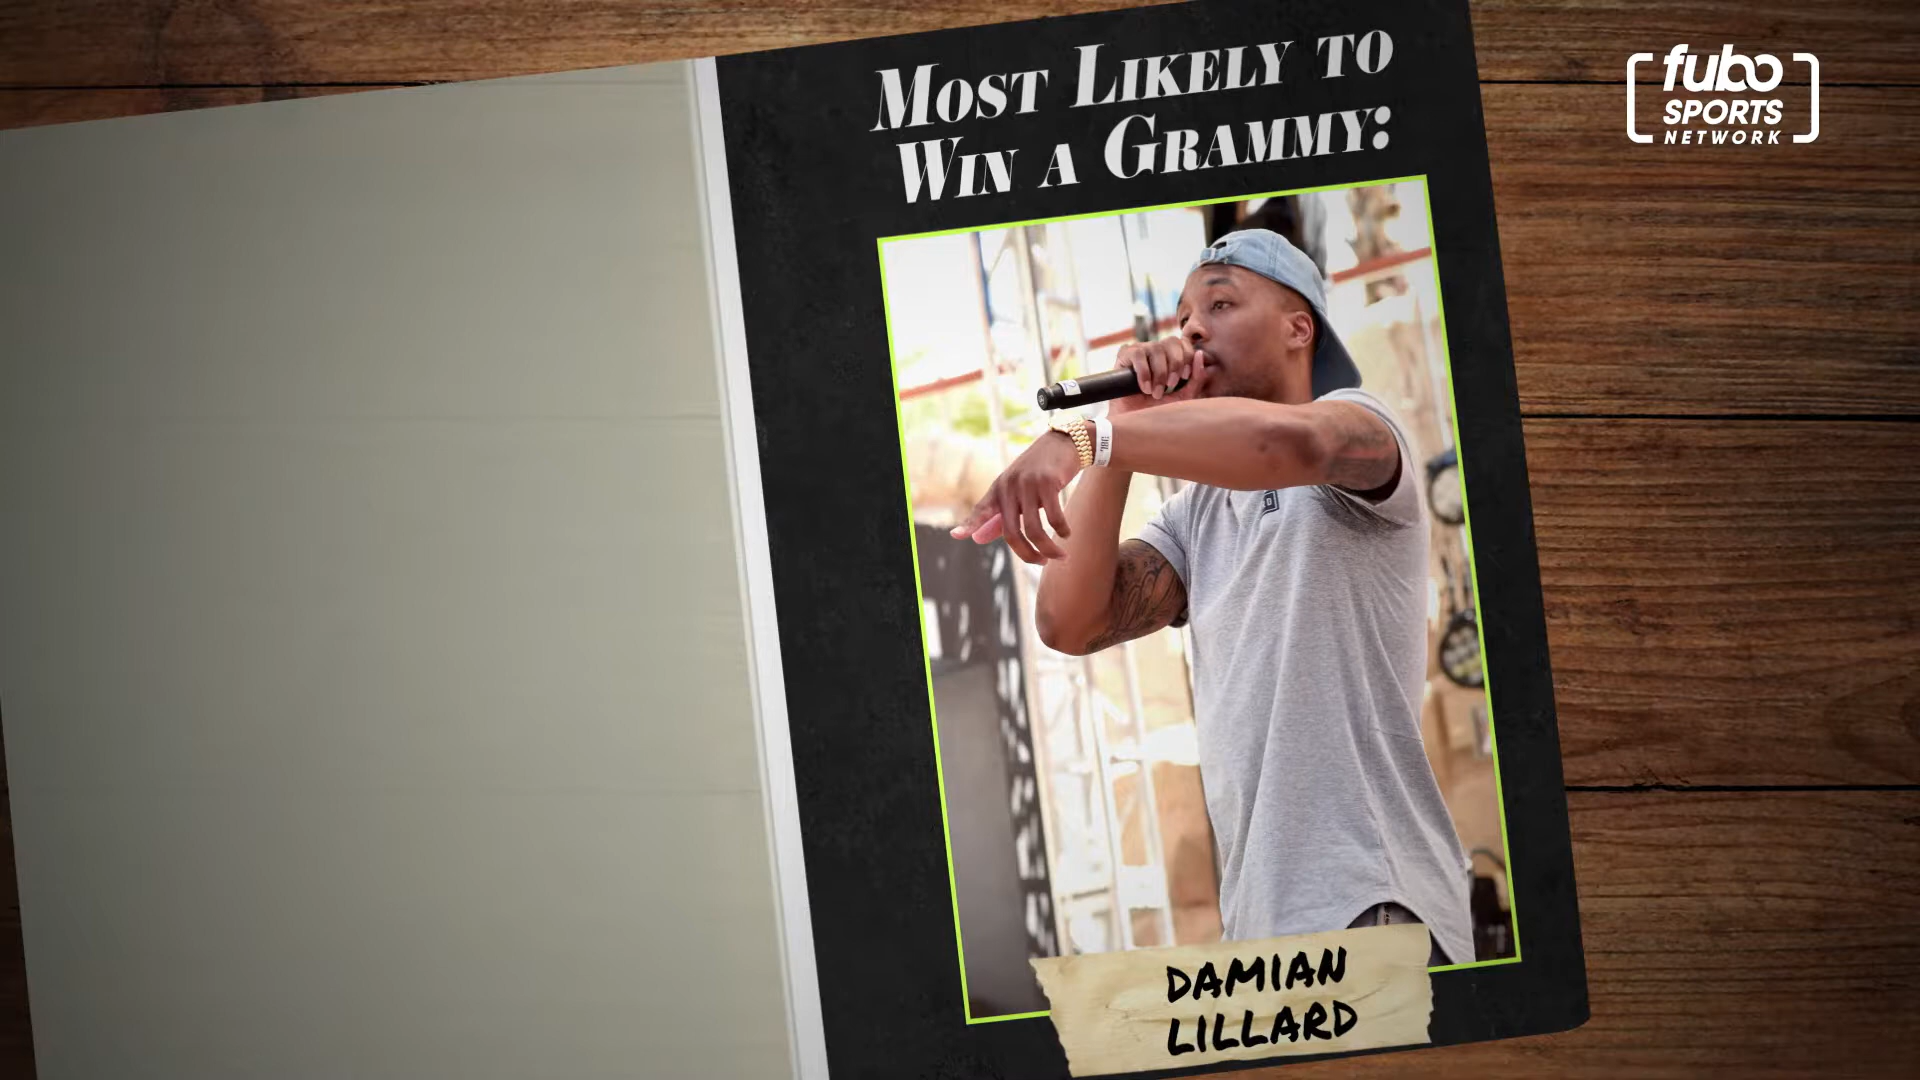 Most Likely to
Win a Grammy:
fubo
SPORTS
NETWORK
DAMIAN
LILLARD